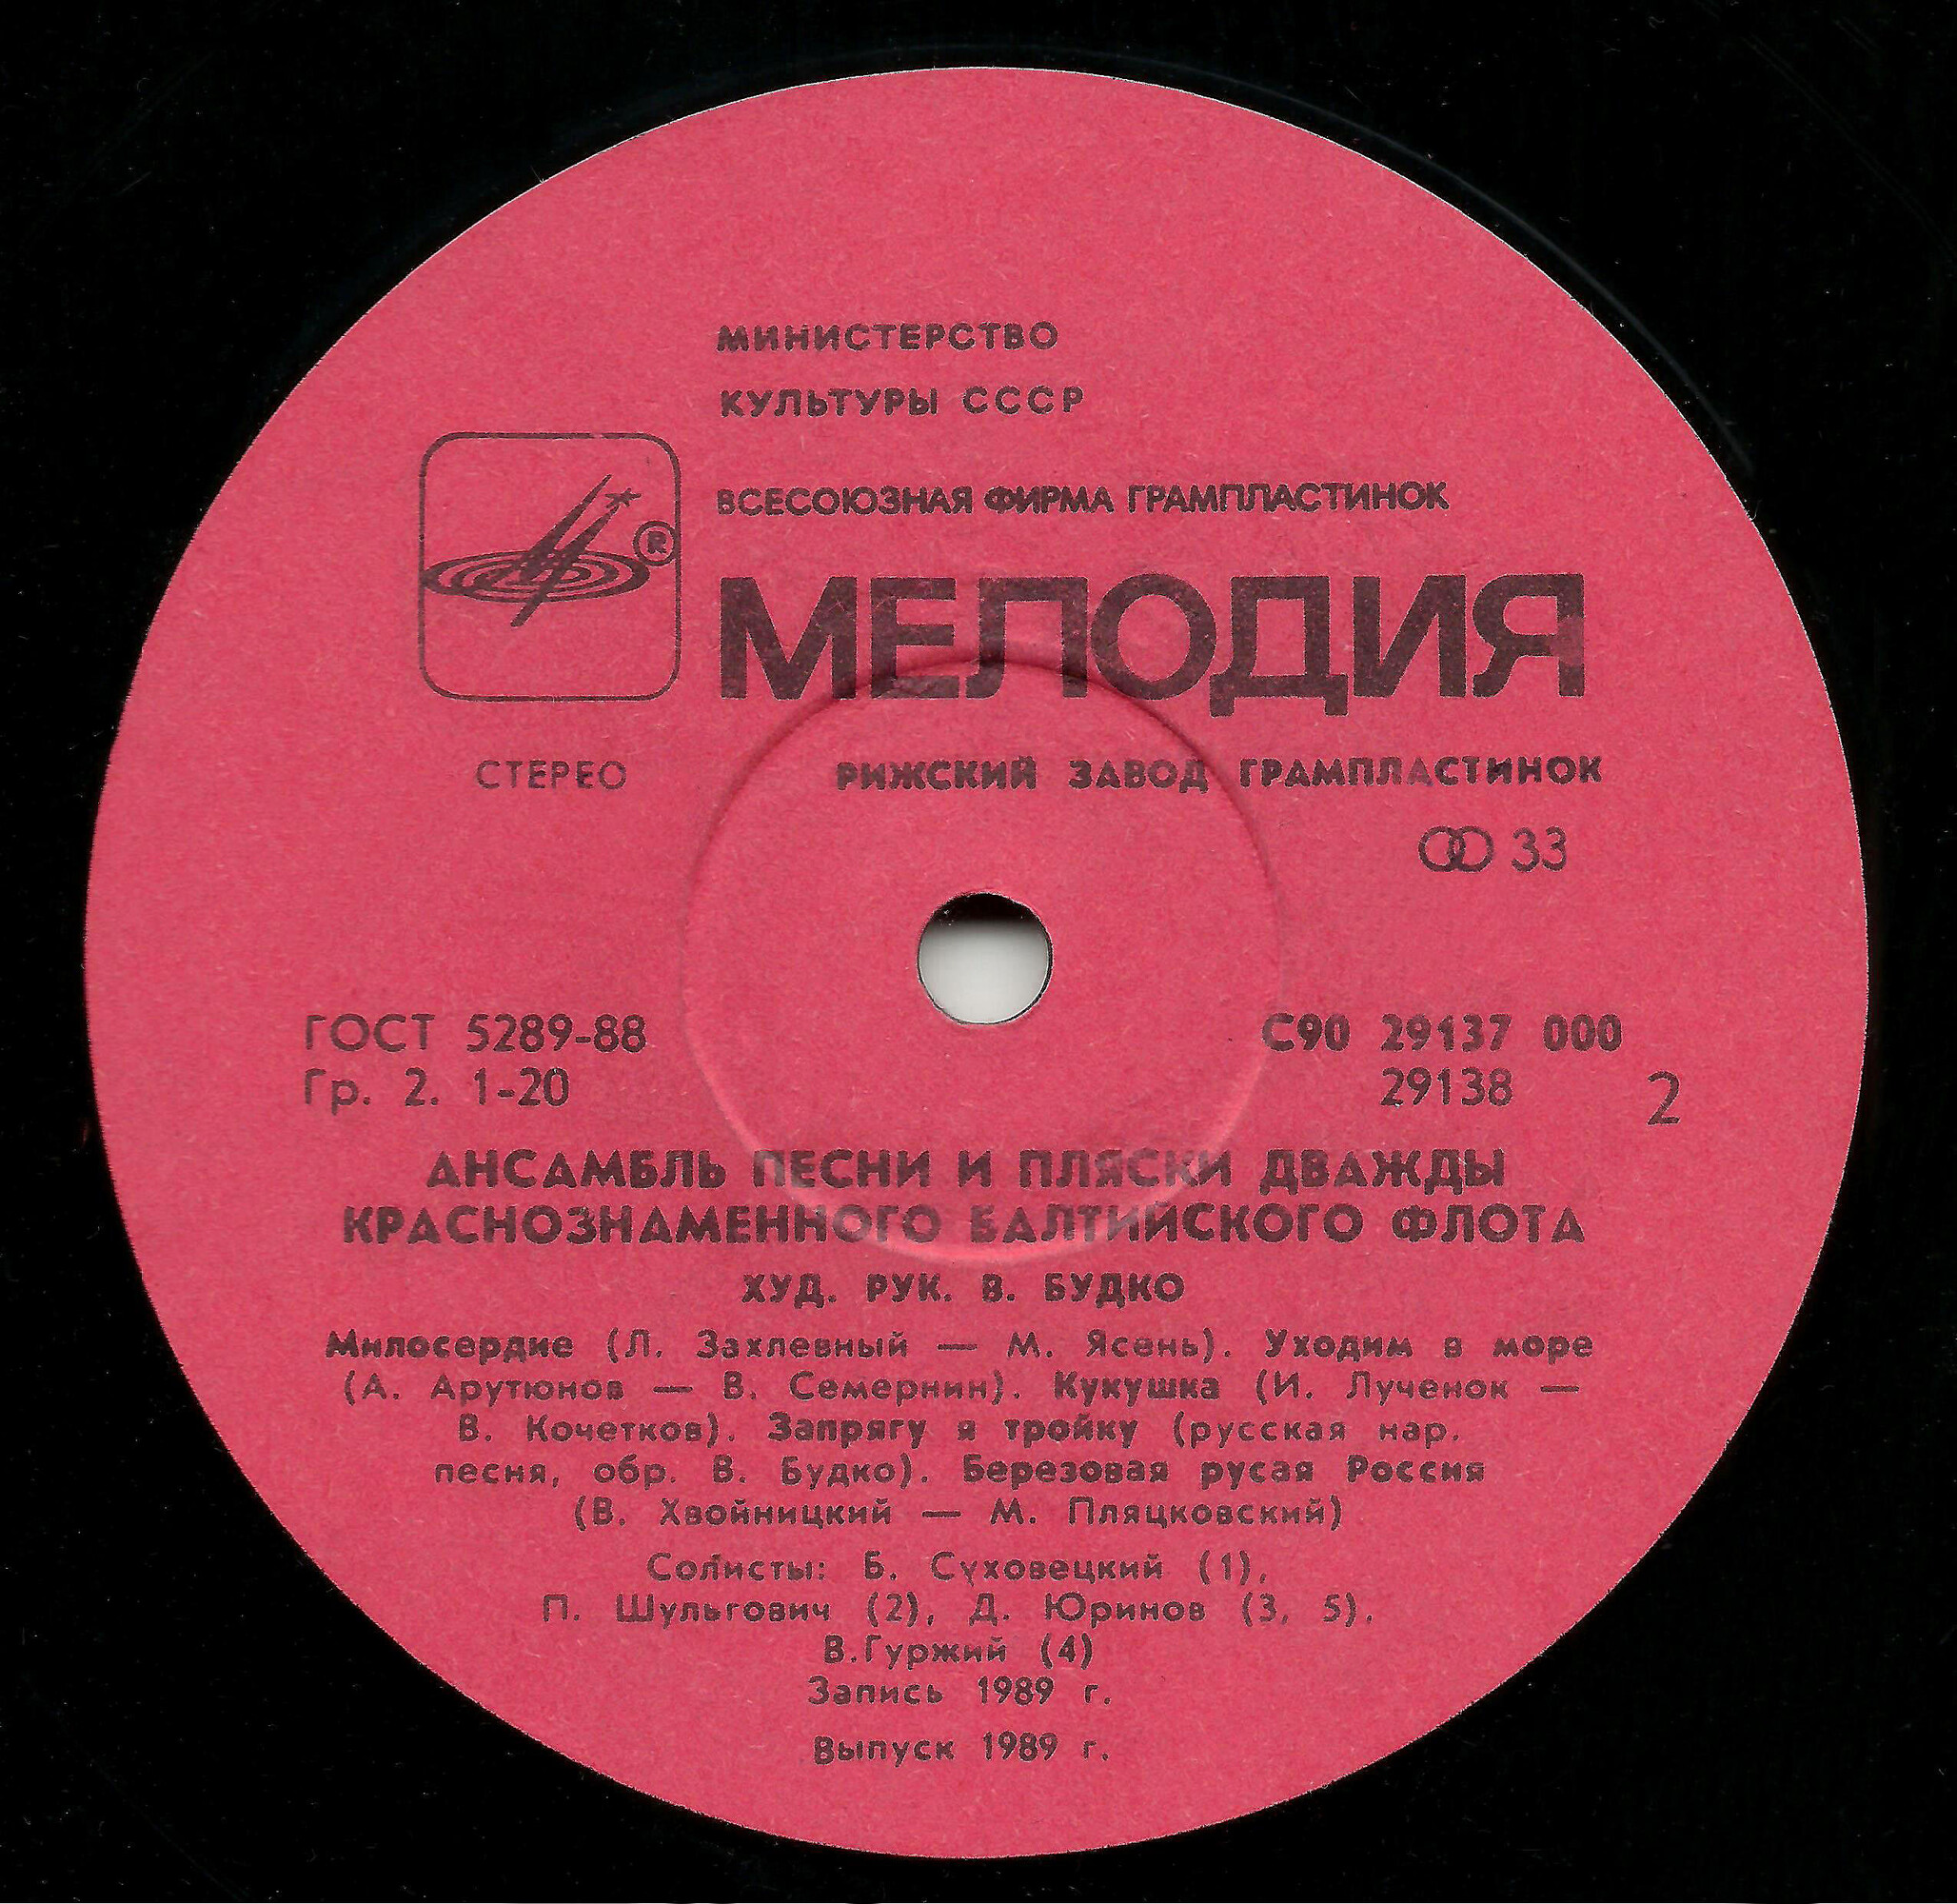 МИНИСТЕРСТВО
КУЛЬТУРЫ СССР
ВСЕСОЮЗНАЯ ФИРМА ГРАМПЛАСТИНОК
®
МЕЛОДИЯ
СТЕРЕО РИЖСКИЙ ЗАВОД ГРАМПЛАСТИНОК
33
ГОСТ 5289-88 С90 29137 000
Гр. 2. 1-20 29138 2
АНСАМБЛЬ ПЕСНИ И ПЛЯСКИ ДВАЖДЫ
КРАСНОЗНАМЕННОГО БАЛТИЙСКОГО ФЛОТА
ХУД. РУК. В. БУДКО
Милосердие (Л. Захлевный — М. Ясень). Уходим в море
(А. Арутюнов — В. Семернин). Кукушка (И. Лученок —
В. Кочетков). Запрягу я тройку (русская нар.
песня, обр. В. Будко). Березовая русая Россия
(В. Хвойницкий — М. Пляцковский)
Солисты: Б. Суховецкий (1),
П. Шульгович (2), Д. Юринов (3, 5),
В.Гуржий (4)
Запись 1989 г.
Выпуск 1989 г.